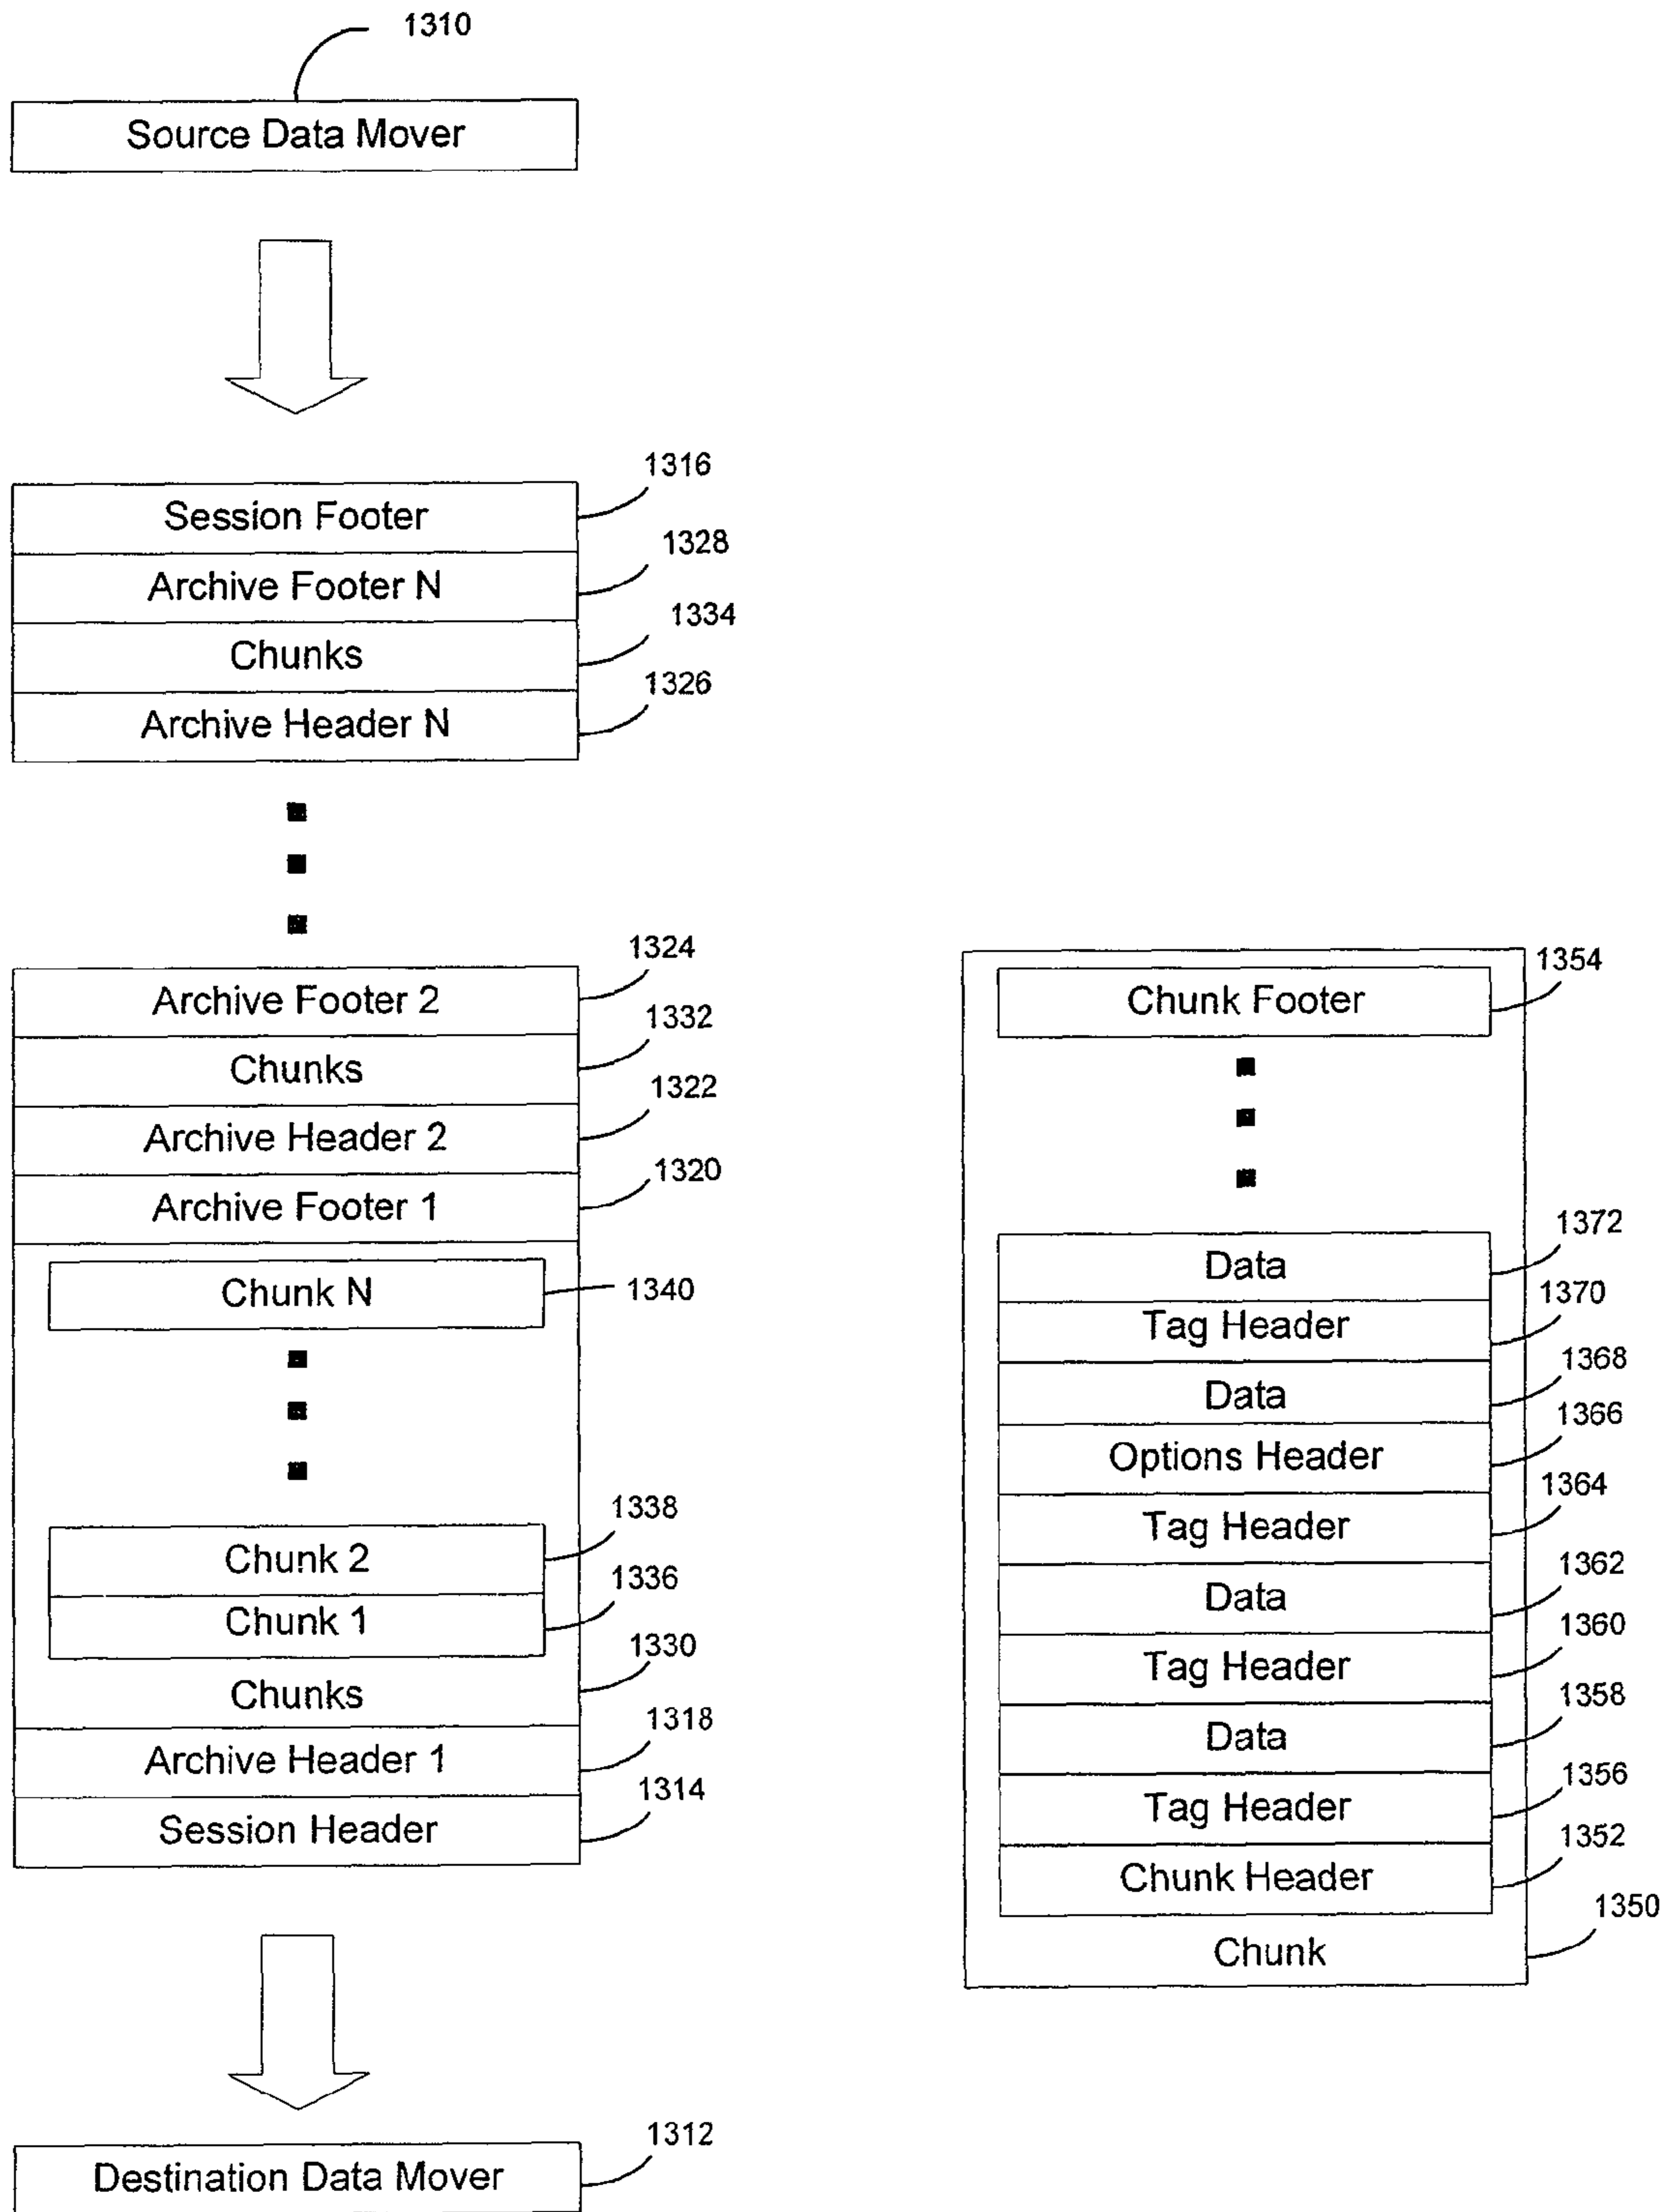 1310
Source Data Mover
1316
Session Footer
1328
Archive Footer N
1334
Chunks
1326
Archive Header N
1324
Archive Footer 2
1332
Chunks
1322
Archive Header 2
1320
Archive Footer 1
Chunk N
1340
1338
Chunk 2
1336
Chunk 1
1330
Chunks
1318
Archive Header 1
1314
Session Header
1312
Destination Data Mover
1354
Chunk Footer
1372
Data
1370
Tag Header
1368
Data
1366
Options Header
1364
Tag Header
1362
Data
1360
Tag Header
1358
Data
1356
Tag Header
1352
Chunk Header
1350
Chunk